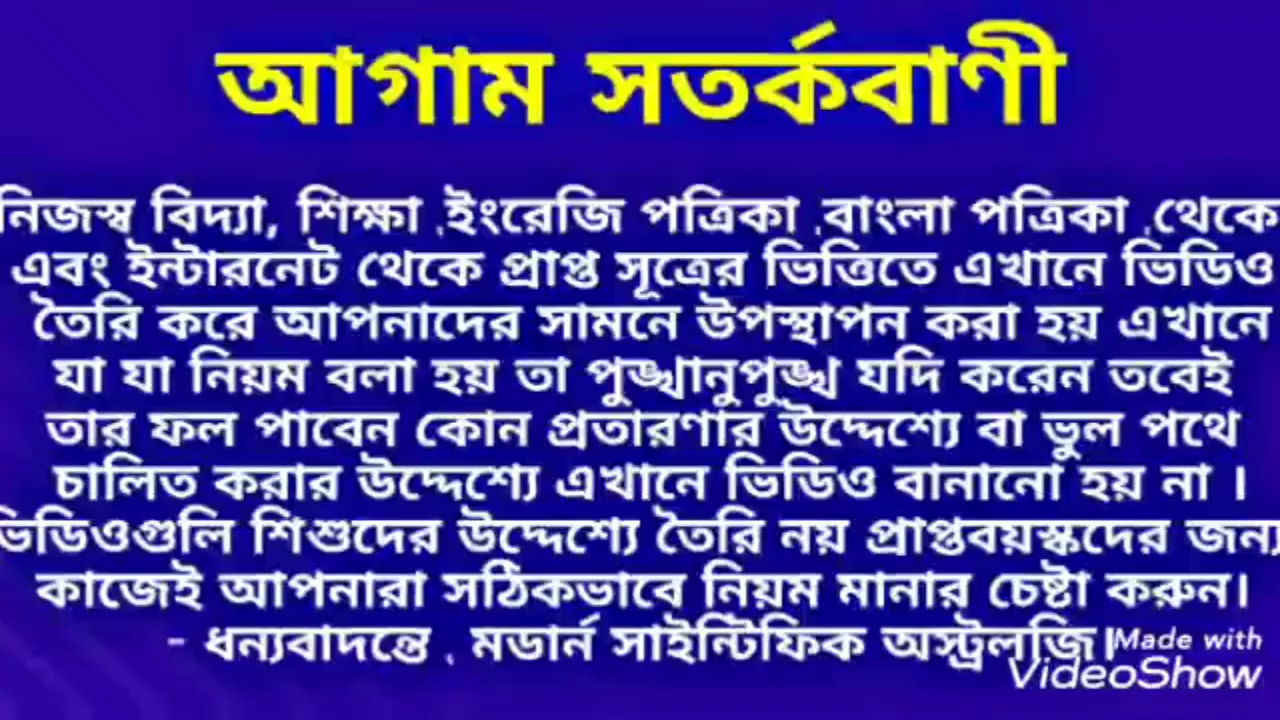 আগাম সতর্কবাণী
নিজস্ব বিদ্যা, শিক্ষা ,ইংরেজি পত্রিকা ,বাংলা পত্রিকা ,থেকে
এবং ইন্টারনেট থেকে প্রাপ্ত সূত্রের ভিত্তিতে এখানে ভিডিও
তৈরি করে আপনাদের সামনে উপস্থাপন করা হয় এখানে
যা যা নিয়ম বলা হয় তা পুঙ্খানুপুঙ্খ যদি করেন তবেই
তার ফল পাবেন কোন প্রতারণার উদ্দেশ্যে বা ভুল পথে
চালিত করার উদ্দেশ্যে এখানে ভিডিও বানানো হয় না ।
ভিডিওগুলি শিশুদের উদ্দেশ্যে তৈরি নয় প্রাপ্তবয়স্কদের জন্য
কাজেই আপনারা সঠিকভাবে নিয়ম মানার চেষ্টা করুন।
- ধন্যবাদন্তে , মডার্ন সাইন্টিফিক অস্ট্রলজি।
Made with
VideoShow